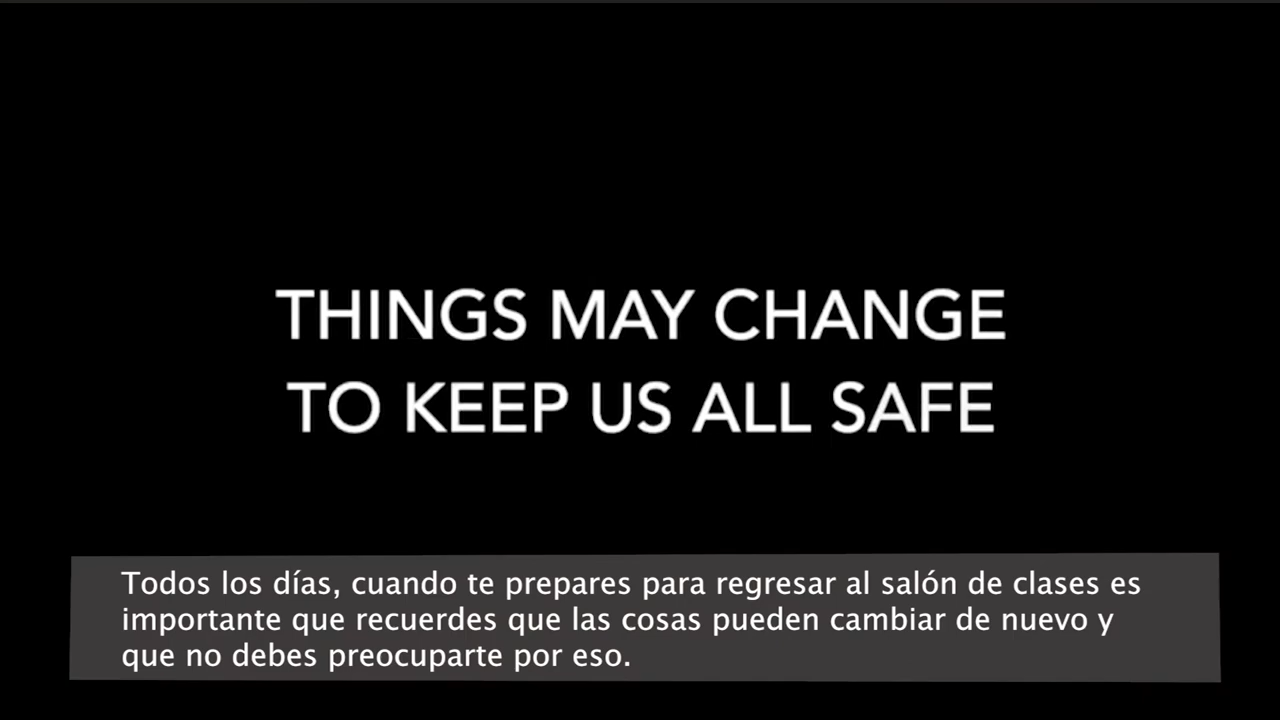 THINGS MAY CHANGE
TO KEEP US ALL SAFE
Todos los días, cuando te prepares para regresar al salón de clases es
importante que recuerdes que las cosas pueden cambiar de nuevo y
que no debes preocuparte por eso.